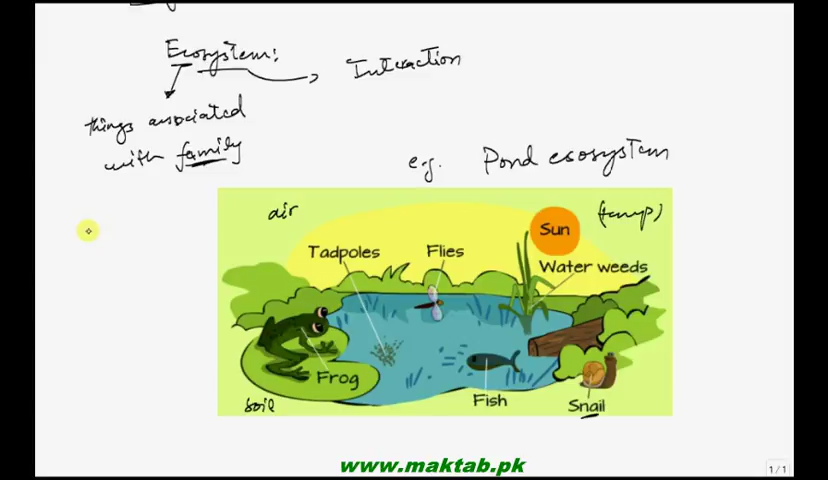 Ecosystem:
Interaction
things associated
with family
e.g. Pond ecosystem
air
(temp)
Sun
Tadpoles
Flies
Water weeds
Frog
Fish
Snail
soil
www.maktab.pk
1/1